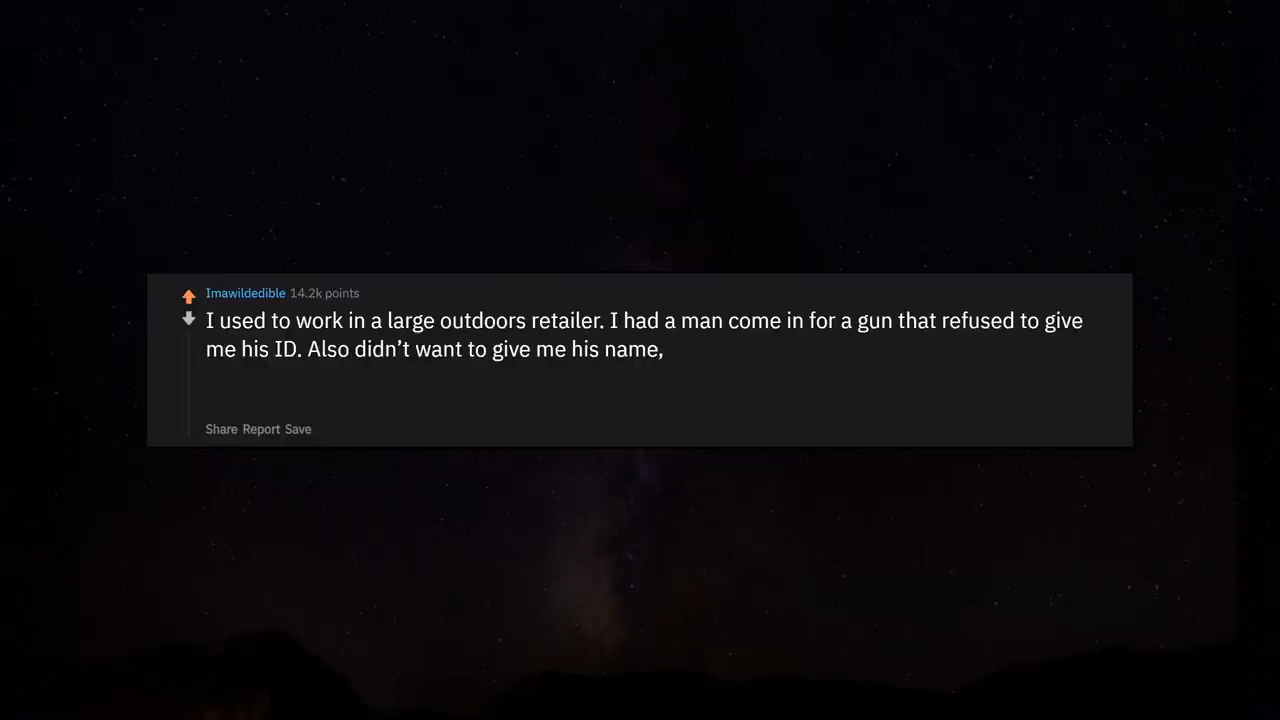 Imawildedible 14.2k points
I used to work in a large outdoors retailer. I had a man come in for a gun that refused to give
me his ID. Also didn’t want to give me his name,
Share Report Save